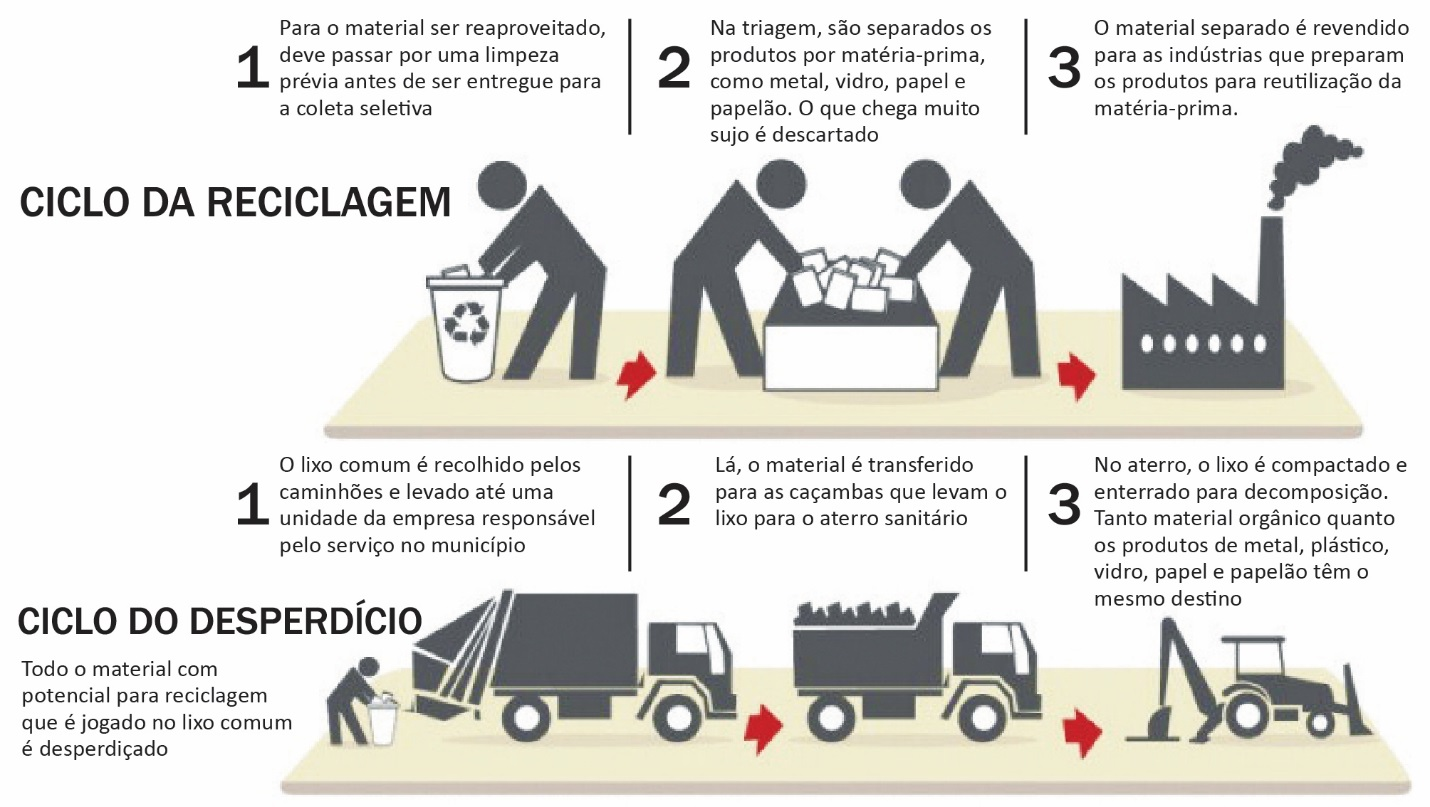 1
Para o material ser reaproveitado,
deve passar por uma limpeza
prévia antes de ser entregue para
a coleta seletiva
2
Na triagem, são separados os
produtos por matéria-prima,
como metal, vidro, papel e
papelão. O que chega muito
sujo é descartado
3
O material separado é revendido
para as indústrias que preparam
os produtos para reutilização da
matéria-prima.
CICLO DA RECICLAGEM
1
O lixo comum é recolhido pelos
caminhões e levado até uma
unidade da empresa responsável
pelo serviço no município
2
Lá, o material é transferido
para as caçambas que levam o
lixo para o aterro sanitário
3
No aterro, o lixo é compactado e
enterrado para decomposição.
Tanto material orgânico quanto
os produtos de metal, plástico,
vidro, papel e papelão têm o
mesmo destino
CICLO DO DESPERDÍCIO
Todo o material com
potencial para reciclagem
que é jogado no lixo comum
é desperdiçado